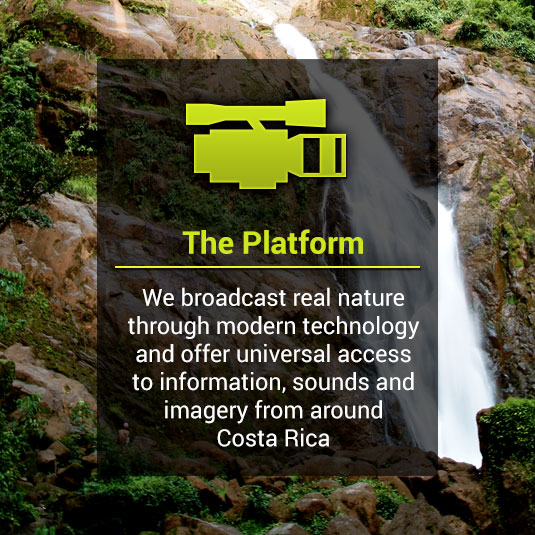 The Platform
We broadcast real nature
through modern technology
and offer universal access
to information, sounds and
imagery from around
Costa Rica